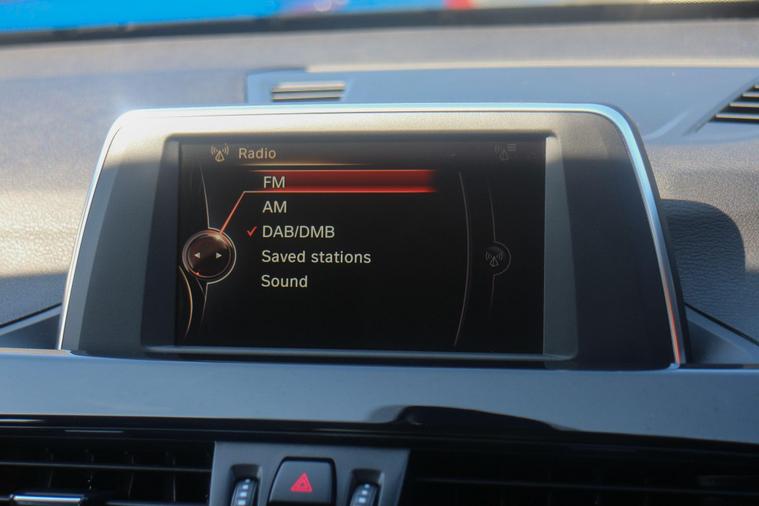 Radio
FM
AM
DAB/DMB
Saved stations
Sound